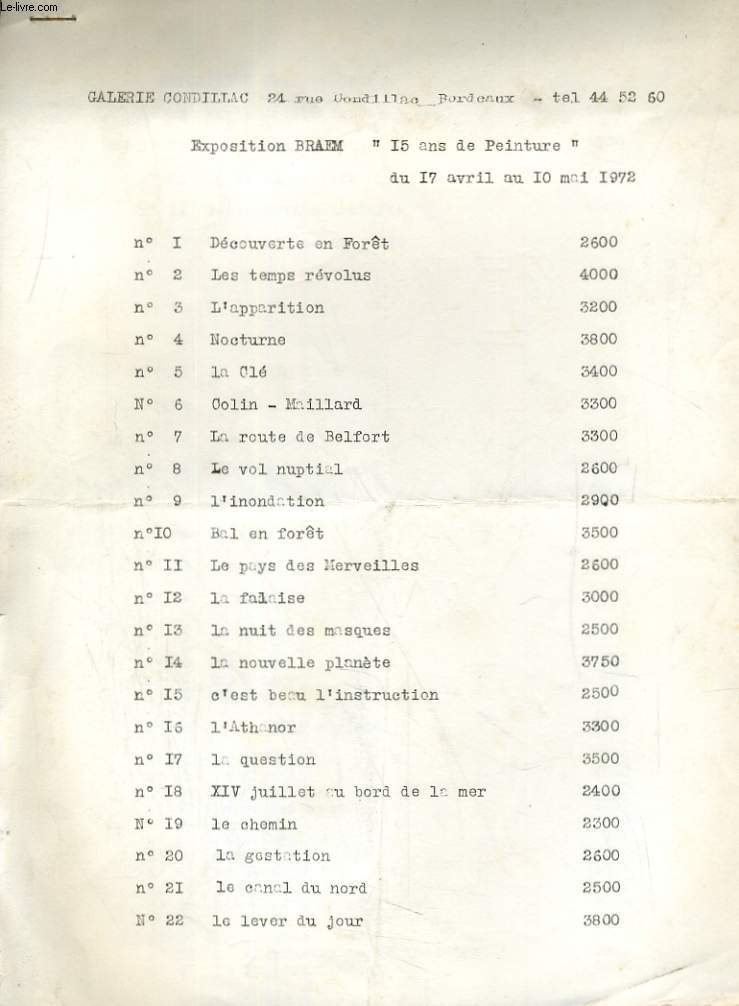 Le-livre.com
GALERIE CONDILLAC 24 rue Condillac Bordeaux - tel 44 52 60
Exposition BRAEM " I5 ans de Peinture "
du I7 avril au IO mai I972
n° I Découverte en Forêt 2600
n° 2 Les temps révolus 4000
n° 3 L'apparition 3200
n° 4 Nocturne 3800
n° 5 la Clé 3400
N° 6 Colin - Maillard 3300
n° 7 La route de Belfort 3300
n° 8 Le vol nuptial 2600
n° 9 l'inondation 2900
n°IO Bal en forêt 3500
n° II Le pays des Merveilles 2600
n° I2 la falaise 3000
n° I3 la nuit des masques 2500
n° I4 la nouvelle planète 3750
n° I5 c'est beau l'instruction 2500
n° I6 l'Athanor 3300
n° I7 la question 3500
n° I8 XIV juillet au bord de la mer 2400
N° I9 le chemin 2300
n° 20 la gestation 2600
n° 2I le canal du nord 2500
N° 22 le lever du jour 3800